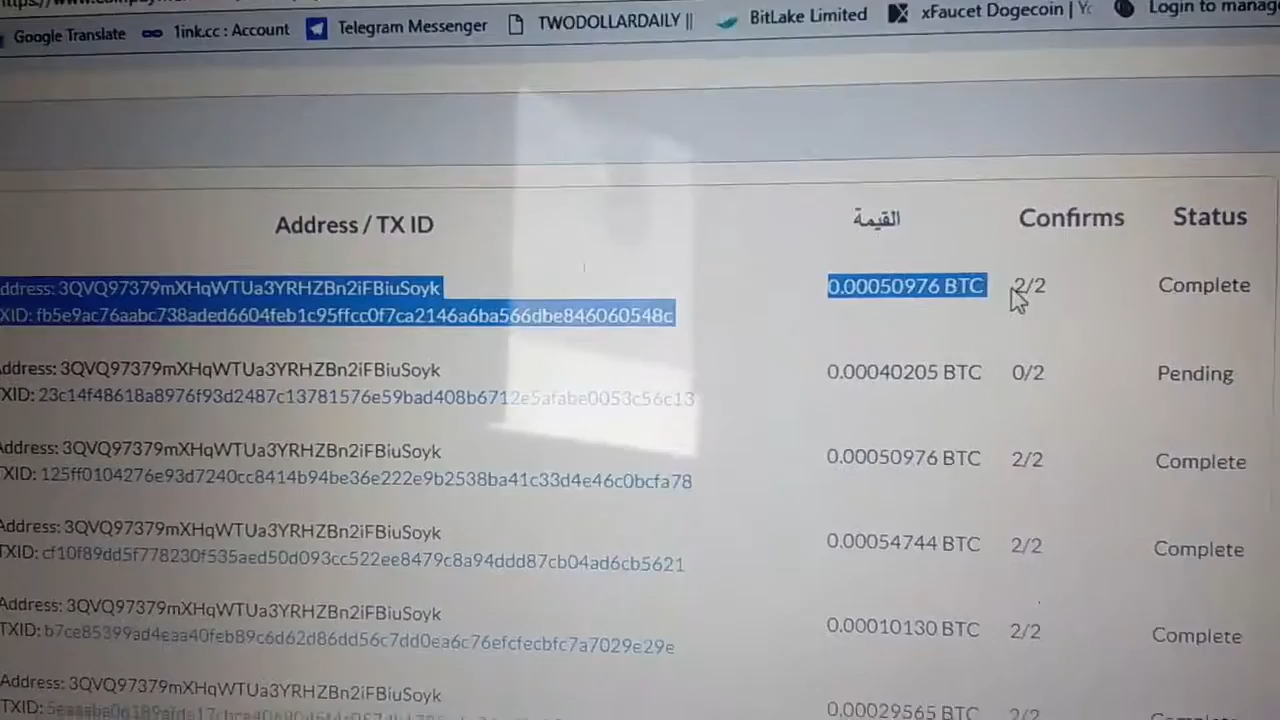 Google Translate 1ink.cc : Account Telegram Messenger TWODOLLARDAILY || BitLake Limited xFaucet Dogecoin | Login to manag
Address / TX ID القيمة Confirms Status
ddress: 3QVQ97379mXHqWTUa3YRHZBn2iFBiuSoyk 0.00050976 BTC 2/2 Complete
XID: fb5e9ac76aabc738aded6604feb1c95ffcc0f7ca2146a6ba566dbe846060548c
ddress: 3QVQ97379mXHqWTUa3YRHZBn2iFBiuSoyk 0.00040205 BTC 0/2 Pending
XID: 23c14f48618a8976f93d2487c13781576e59bad408b6712e5afabe0053c56c13
Address: 3QVQ97379mXHqWTUa3YRHZBn2iFBiuSoyk 0.00050976 BTC 2/2 Complete
TXID: 125ff0104276e93d7240cc8414b94be36e222e9b2538ba41c33d4e46c0bcfa78
Address: 3QVQ97379mXHqWTUa3YRHZBn2iFBiuSoyk 0.00054744 BTC 2/2 Complete
TXID: cf10f89dd5f778230f535aed50d093cc522ee8479c8a94ddd87cb04ad6cb5621
Address: 3QVQ97379mXHqWTUa3YRHZBn2iFBiuSoyk 0.00010130 BTC 2/2 Complete
TXID: b7ce85399ad4eaa40feb89c6d62d86dd56c7dd0ea6c76efcfecbfc7a7029e29e
Address: 3QVQ97379mXHqWTUa3YRHZBn2iFBiuSoyk 0.00029565 BTC 2/2
TXID: